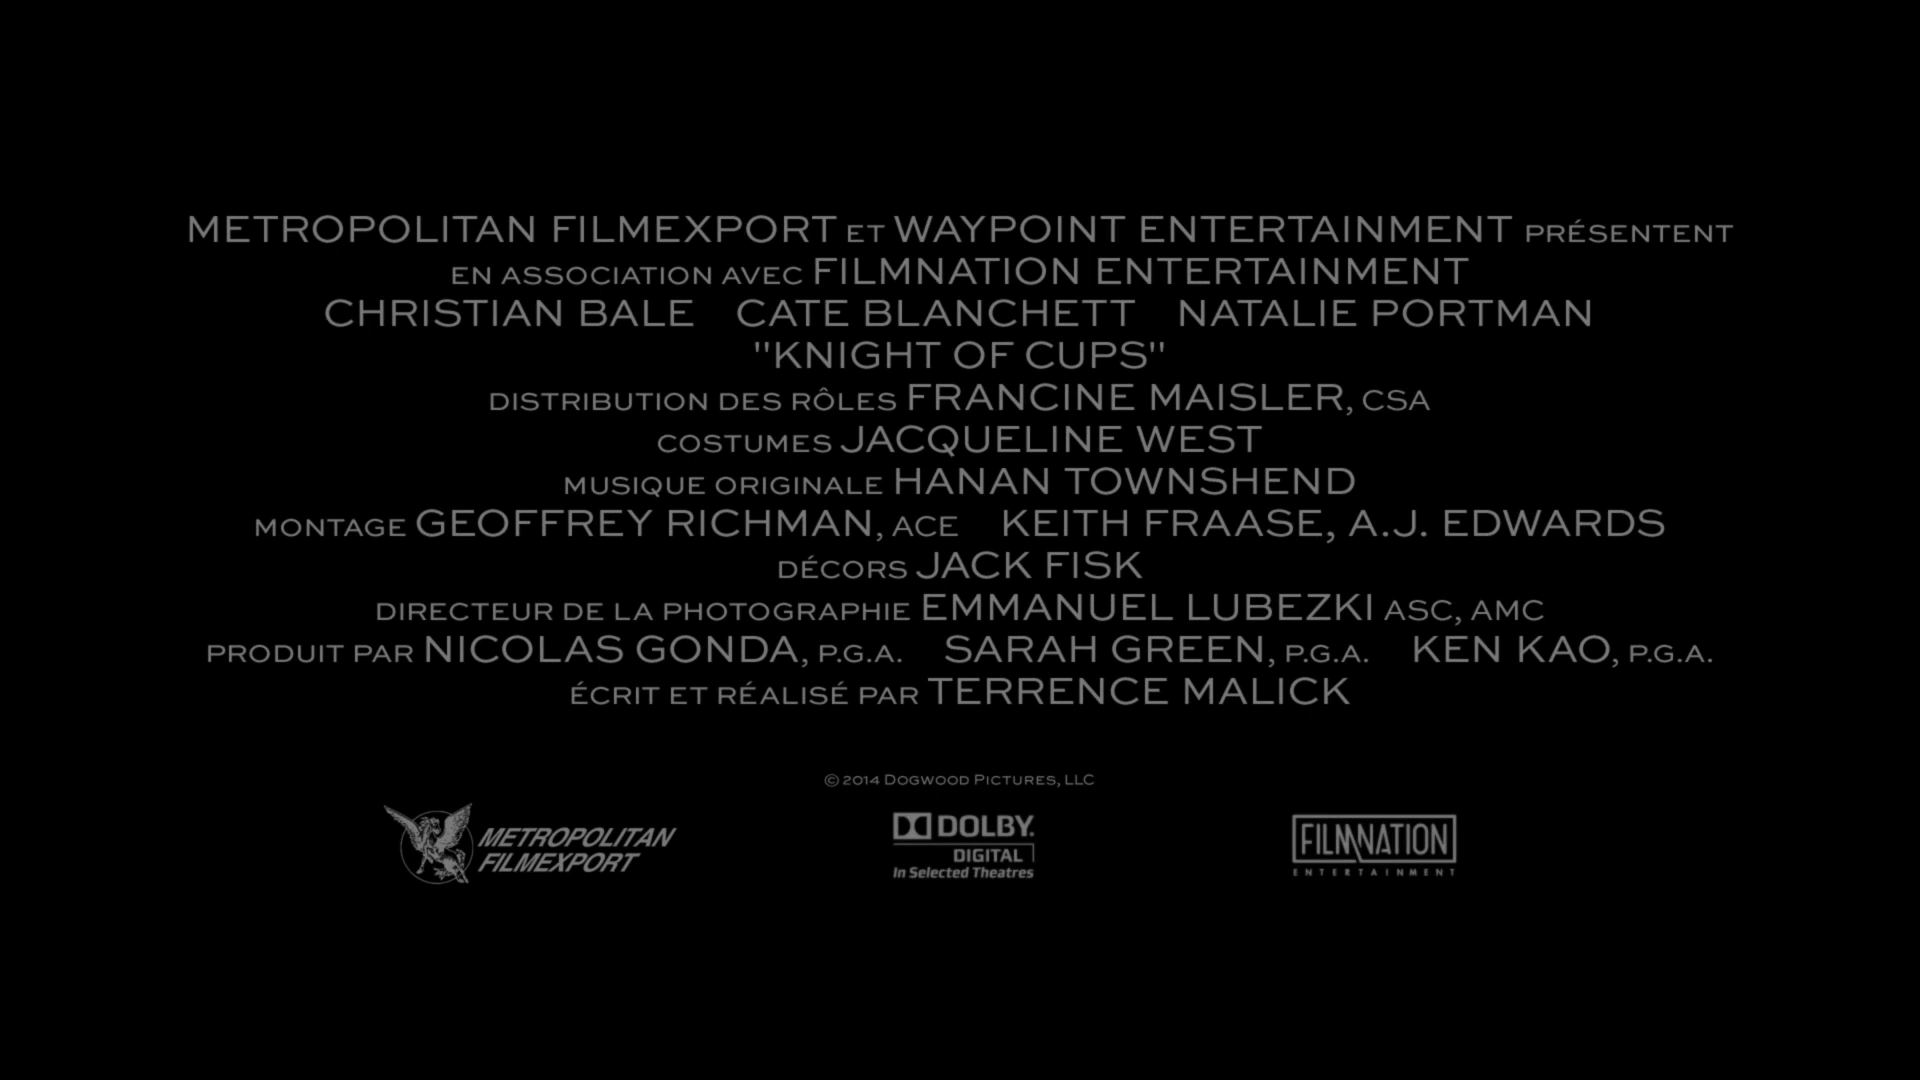 METROPOLITAN FILMEXPORT ET WAYPOINT ENTERTAINMENT PRÉSENTENT
EN ASSOCIATION AVEC FILMNATION ENTERTAINMENT
CHRISTIAN BALE CATE BLANCHETT NATALIE PORTMAN
"KNIGHT OF CUPS"
DISTRIBUTION DES RÔLES FRANCINE MAISLER, CSA
COSTUMES JACQUELINE WEST
MUSIQUE ORIGINALE HANAN TOWNSHEND
MONTAGE GEOFFREY RICHMAN, ACE KEITH FRAASE, A.J. EDWARDS
DÉCORS JACK FISK
DIRECTEUR DE LA PHOTOGRAPHIE EMMANUEL LUBEZKI ASC, AMC
PRODUIT PAR NICOLAS GONDA, P.G.A. SARAH GREEN, P.G.A. KEN KAO, P.G.A.
ÉCRIT ET RÉALISÉ PAR TERRENCE MALICK
© 2014 DOGWOOD PICTURES, LLC
METROPOLITAN
FILMEXPORT
DOLBY.
DIGITAL
In Selected Theatres
FILMNATION
ENTERTAINMENT